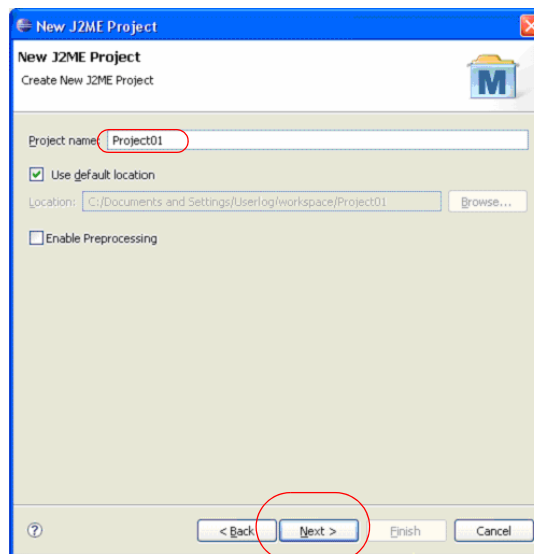 New J2ME Project
New J2ME Project
Create New J2ME Project
M
Project name: Project01
Use default location
Location: C:/Documents and Settings/Userlog/workspace/Project01 Browse...
Enable Preprocessing
? < Back Next > Finish Cancel